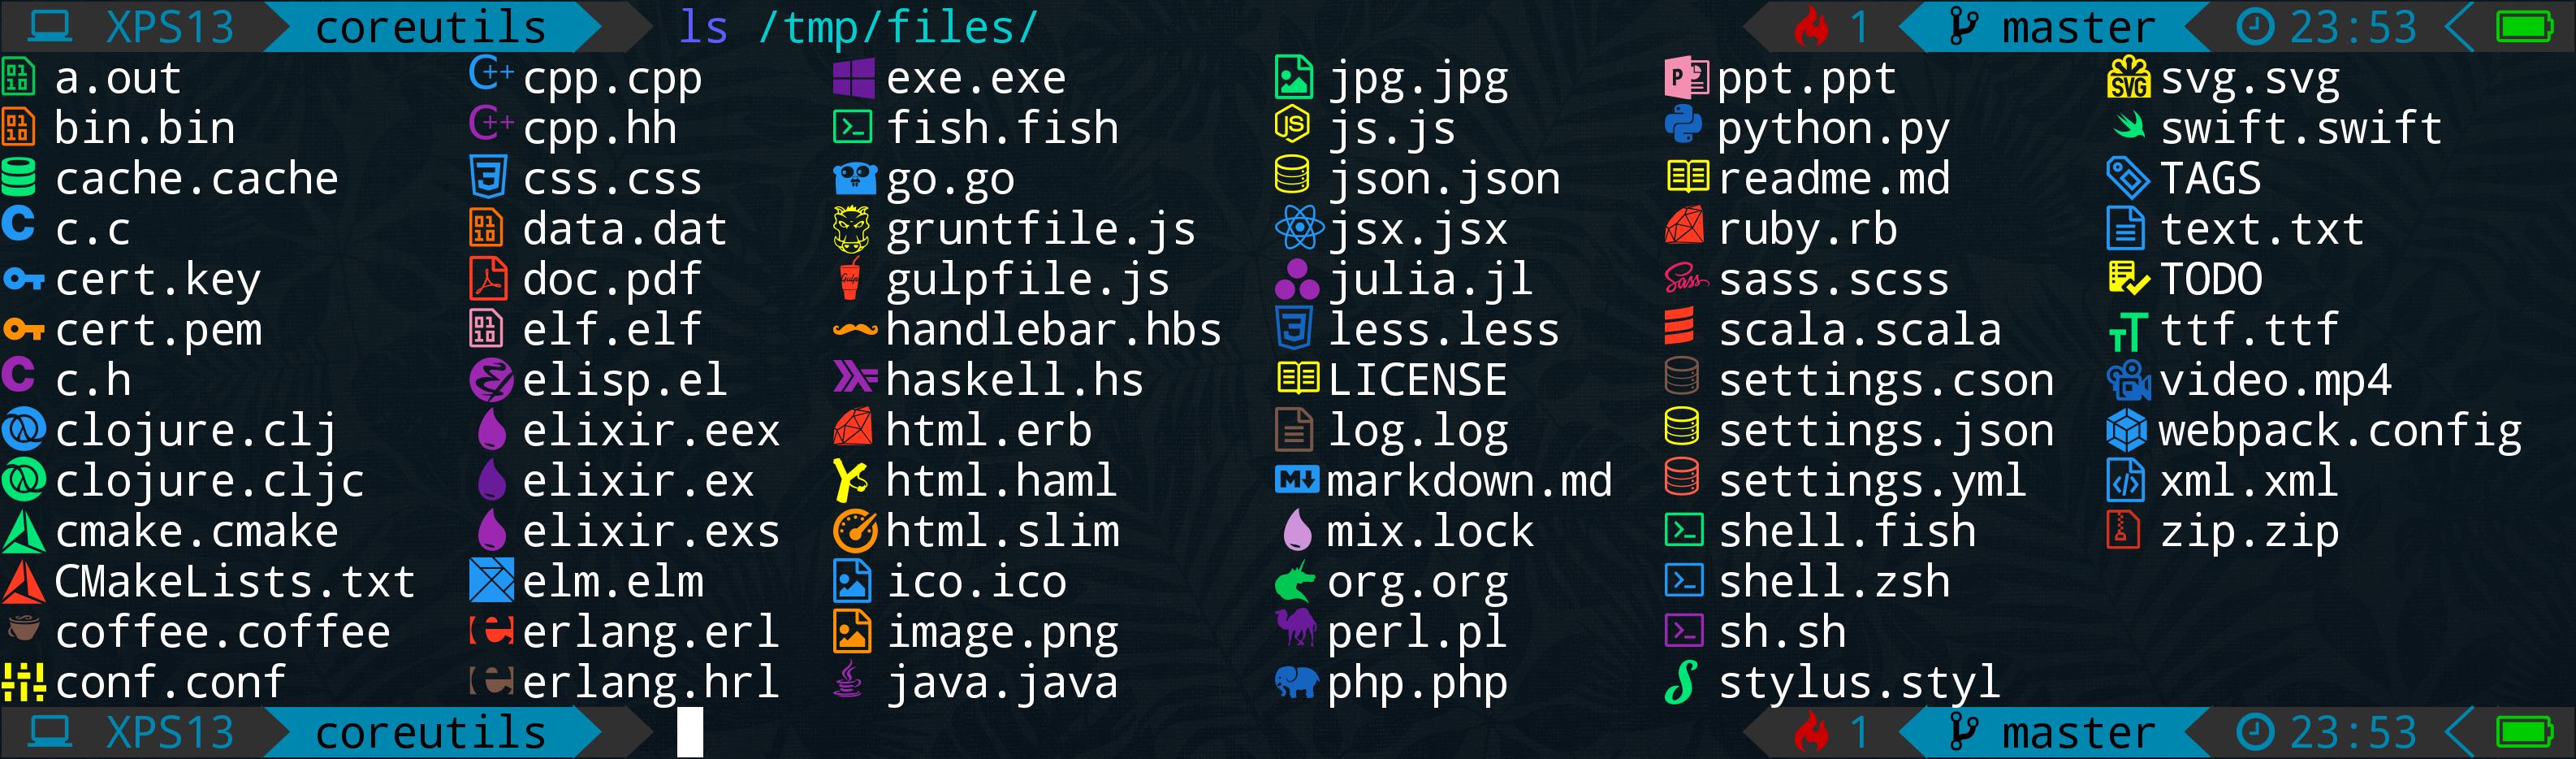 XPS13 coreutils ls /tmp/files/ 1 master 23:53
a.out cpp.cpp exe.exe jpg.jpg ppt.ppt svg.svg
bin.bin cpp.hh fish.fish js.js python.py swift.swift
cache.cache css.css go.go json.json readme.md TAGS
c.c data.dat gruntfile.js jsx.jsx ruby.rb text.txt
cert.key doc.pdf gulpfile.js julia.jl sass.scss TODO
cert.pem elf.elf handlebar.hbs less.less scala.scala ttf.ttf
c.h elisp.el haskell.hs LICENSE settings.cson video.mp4
clojure.clj elixir.eex html.erb log.log settings.json webpack.config
clojure.cljc elixir.ex html.haml markdown.md settings.yml xml.xml
cmake.cmake elixir.exs html.slim mix.lock shell.fish zip.zip
CMakeLists.txt elm.elm ico.ico org.org shell.zsh
coffee.coffee erlang.erl image.png perl.pl sh.sh
conf.conf erlang.hrl java.java php.php stylus.styl
XPS13 coreutils 1 master 23:53